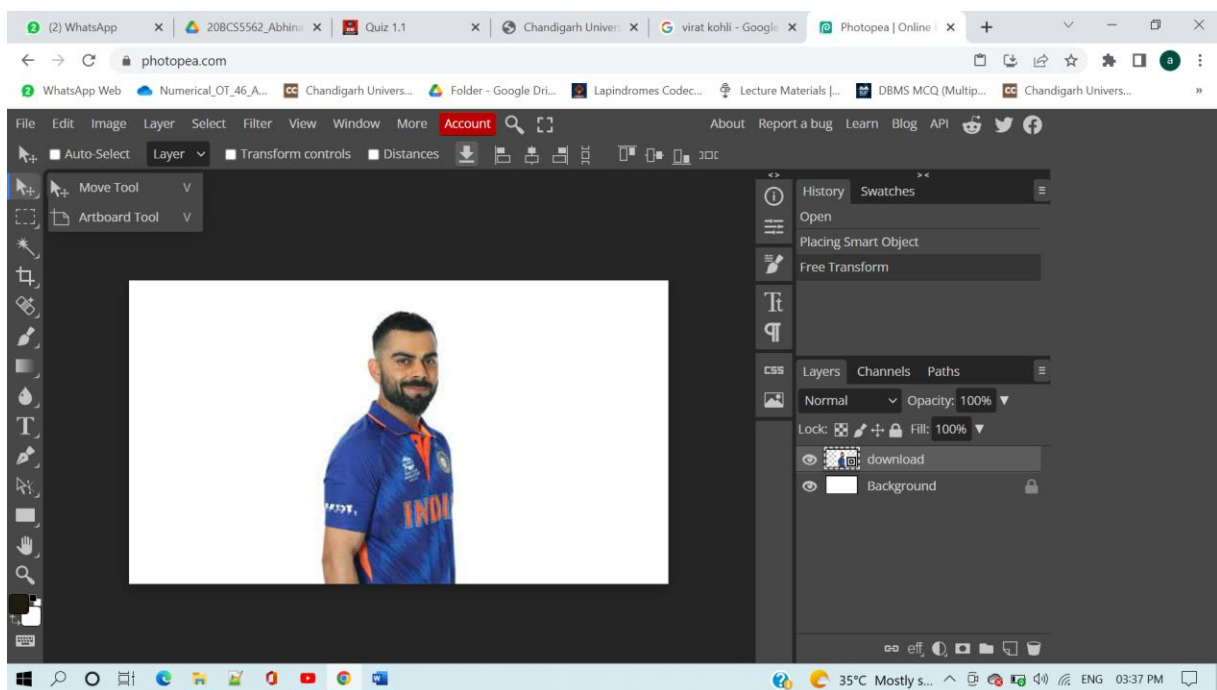 (2) WhatsApp
20BCS5562_Abhina
Quiz 1.1
Chandigarh Univer
virat kohli - Google
Photopea | Online
photopea.com
WhatsApp Web Numerical_OT_46_A... Chandigarh Univers... Folder - Google Dri... Lapindromes Codec... Lecture Materials |... DBMS MCQ (Multip... Chandigarh Univers... »
File Edit Image Layer Select Filter View Window More Account About Report a bug Learn Blog API
Auto-Select Layer Transform controls Distances
Move Tool V
Artboard Tool V
History Swatches
Open
Placing Smart Object
Free Transform
CSS
Layers Channels Paths
Normal Opacity: 100%
Lock: Fill: 100%
download
Background
INDI
eff
35°C Mostly s... ENG 03:37 PM